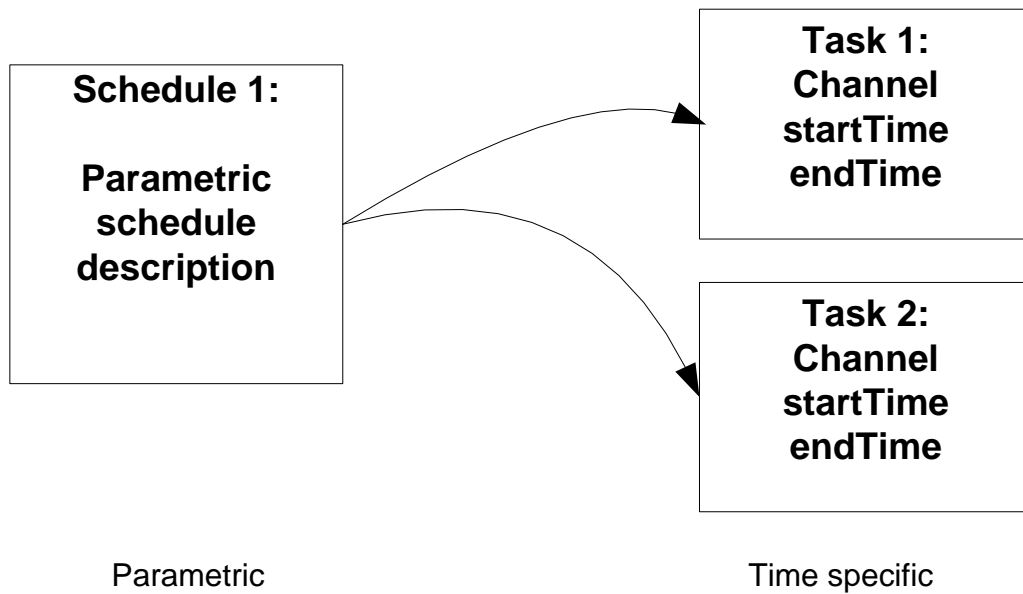 Schedule 1:
Parametric
schedule
description
Task 1:
Channel
startTime
endTime
Task 2:
Channel
startTime
endTime
Parametric
Time specific